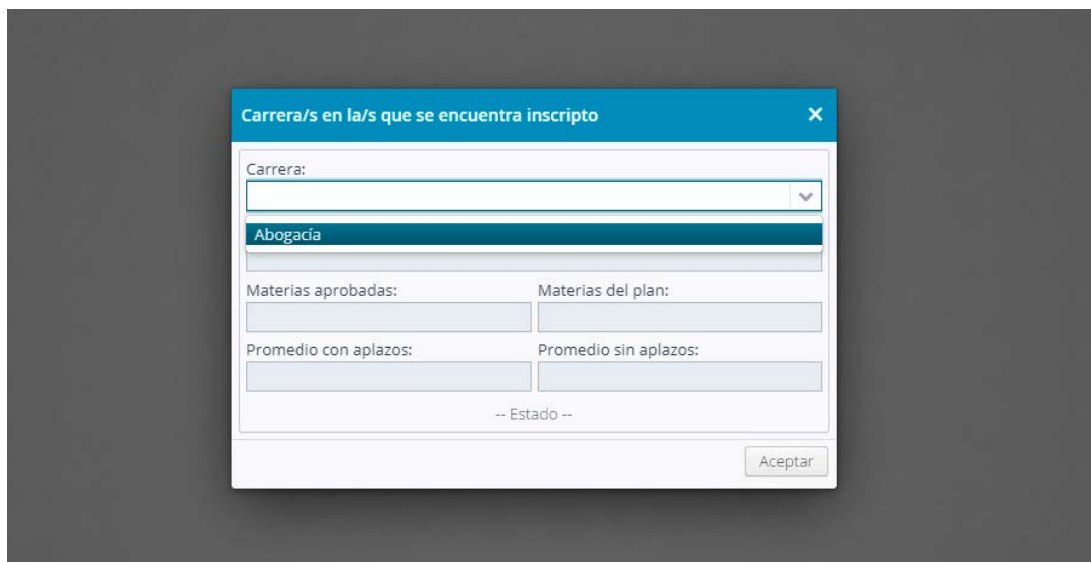 Carrera/s en la/s que se encuentra inscripto
Carrera:
Abogacía
Materias aprobadas: Materias del plan:
Promedio con aplazos: Promedio sin aplazos:
-- Estado --
Aceptar